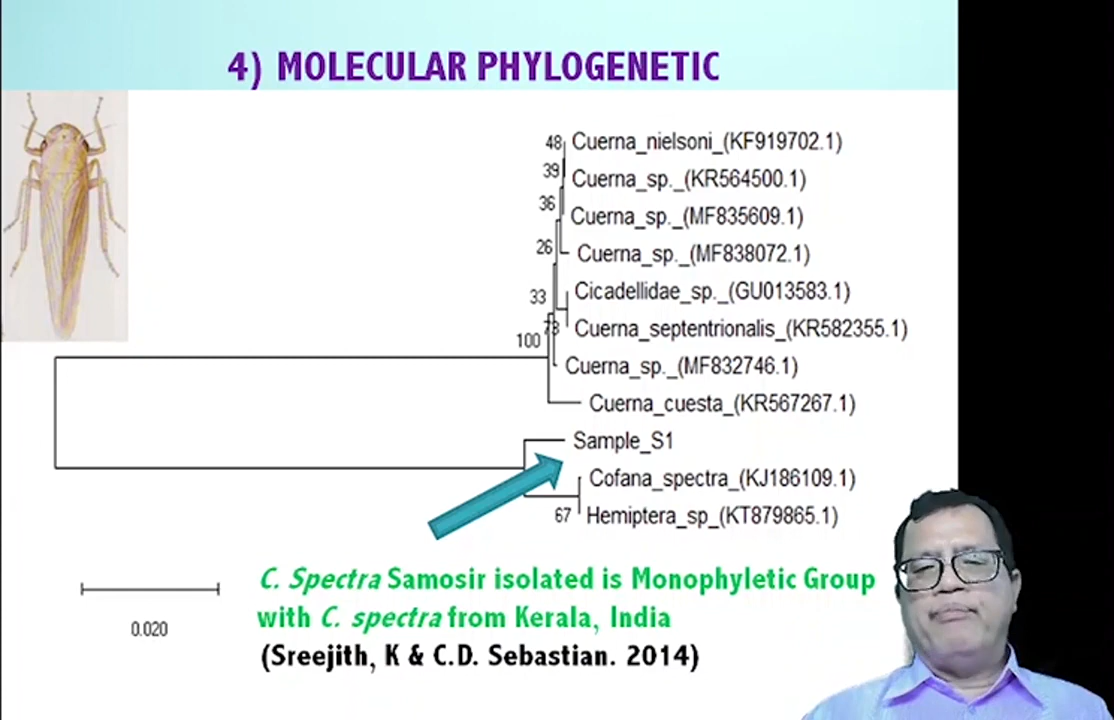 4) MOLECULAR PHYLOGENETIC
48
Cuerna_nielsoni_(KF919702.1)
39
Cuerna_sp._(KR564500.1)
36
Cuerna_sp._(MF835609.1)
26
Cuerna_sp._(MF838072.1)
33
Cicadellidae_sp._(GU013583.1)
73
Cuerna_septentrionalis_(KR582355.1)
100
Cuerna_sp._(MF832746.1)
Cuerna_cuesta_(KR567267.1)
Sample_S1
Cofana_spectra_(KJ186109.1)
67
Hemiptera_sp_(KT879865.1)
0.020
C. Spectra Samosir isolated is Monophyletic Group
with C. spectra from Kerala, India
(Sreejith, K & C.D. Sebastian. 2014)